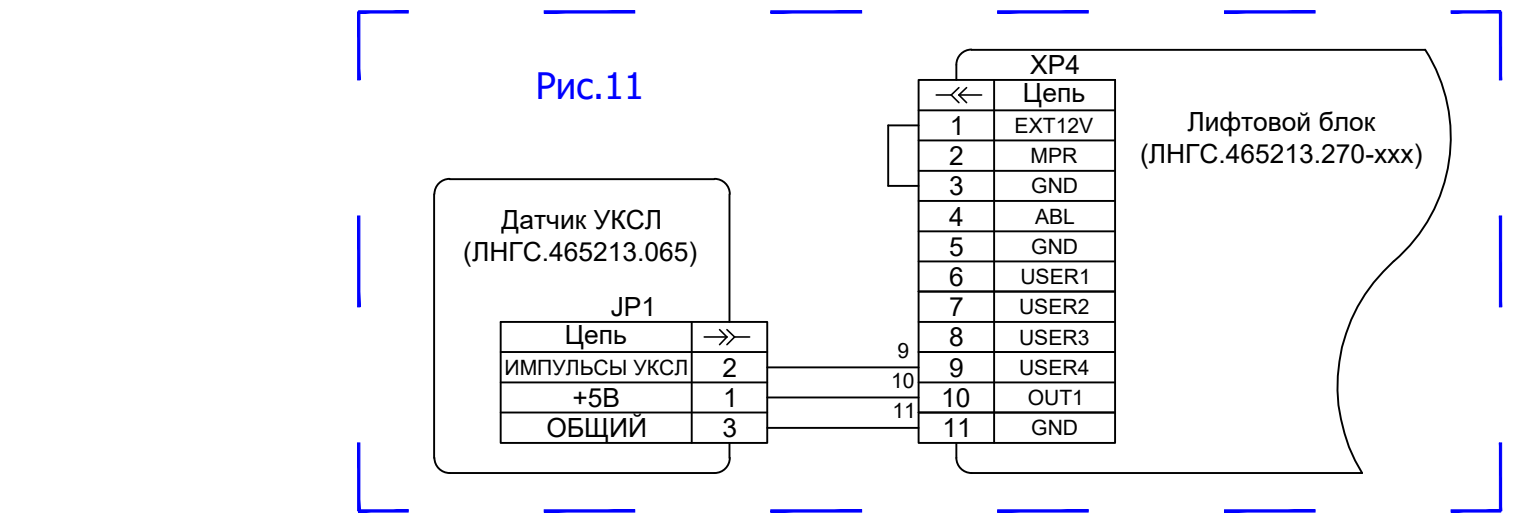 Рис.11
XP4
Цепь
1 EXT12V
2 MPR
3 GND
4 ABL
5 GND
6 USER1
7 USER2
8 USER3
9 USER4
10 OUT1
11 GND
Лифтовой блок
(ЛНГС.465213.270-xxx)
Датчик УКСЛ
(ЛНГС.465213.065)
JP1
Цепь
ИМПУЛЬСЫ УКСЛ 2
+5В 1
ОБЩИЙ 3
9
10
11